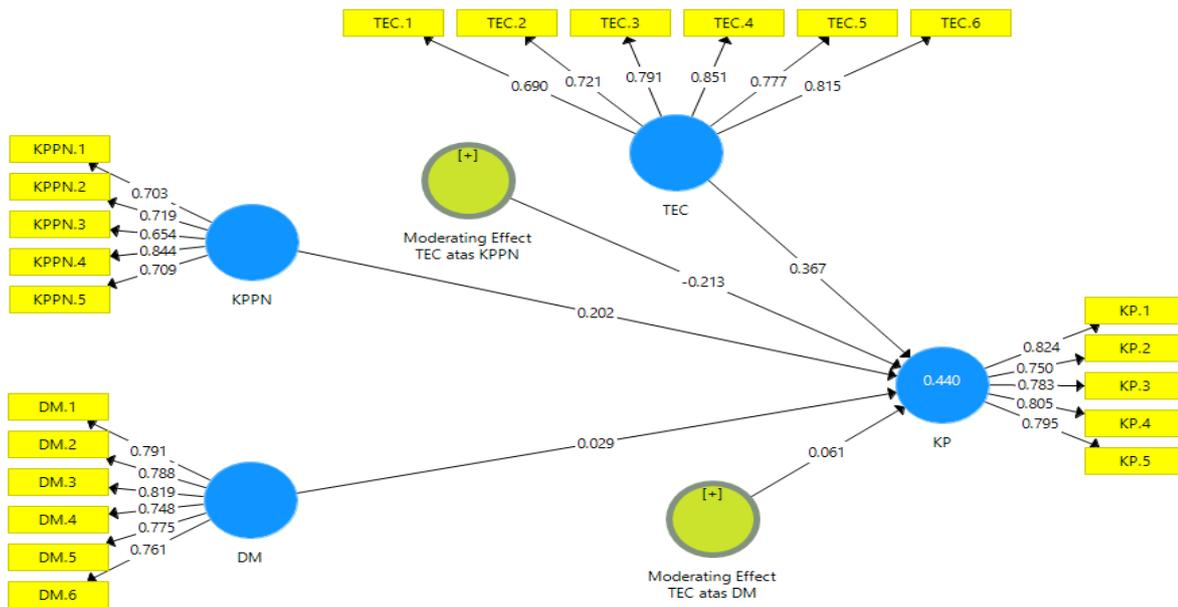 TEC.1 TEC.2 TEC.3 TEC.4 TEC.5 TEC.6
0.690 0.721 0.791 0.851 0.777 0.815
TEC
[+]
Moderating Effect
TEC atas KPPN
KPPN.1
KPPN.2
KPPN.3
KPPN.4
KPPN.5
0.703
0.719
0.654
0.844
0.709
KPPN
-0.213
0.367
0.202
DM.1
DM.2
DM.3
DM.4
DM.5
DM.6
0.791
0.788
0.819
0.748
0.775
0.761
DM
0.029
0.061
[+]
Moderating Effect
TEC atas DM
0.440
KP
0.824
0.750
0.783
0.805
0.795
KP.1
KP.2
KP.3
KP.4
KP.5